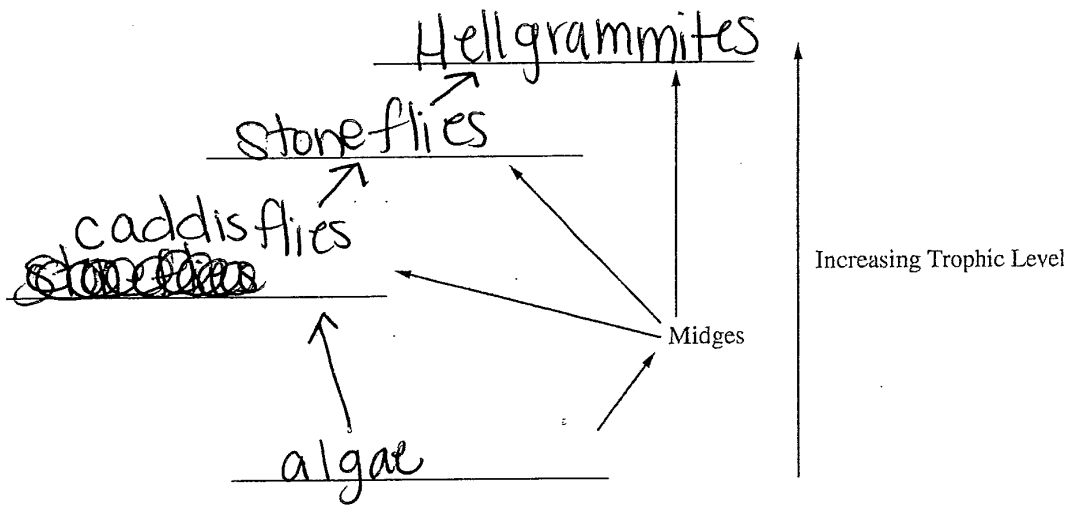 Hellgrammites
stoneflies
caddisflies
Increasing Trophic Level
Midges
algae